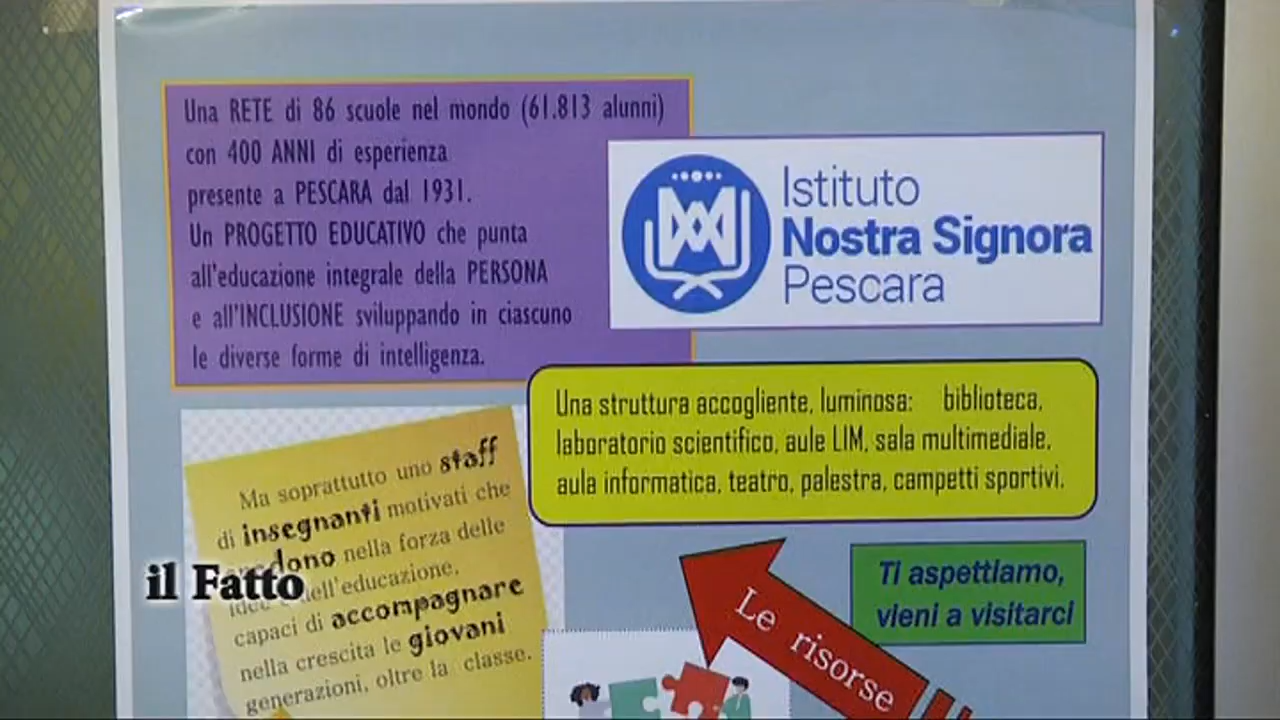 Una RETE di 86 scuole nel mondo (61.813 alunni)
con 400 ANNI di esperienza
presente a PESCARA dal 1931.
Un PROGETTO EDUCATIVO che punta
all'educazione integrale della PERSONA
e all'INCLUSIONE sviluppando in ciascuno
le diverse forme di intelligenza.
Istituto
Nostra Signora
Pescara
Una struttura accogliente, luminosa: biblioteca,
laboratorio scientifico, aule LIM, sala multimediale,
aula informatica, teatro, palestra, campetti sportivi.
Ma soprattutto uno staff
di insegnanti motivati che
nella forza delle
dell'educazione,
capaci di accompagnare
nella crescita le giovani
generazioni, oltre la classe.
il Fatto
Ti aspettiamo,
vieni a visitarci
Le risorse